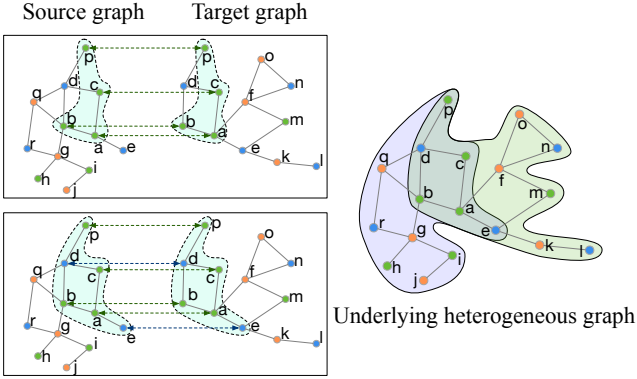 Source graph Target graph
p p o
d c d c n
q f
b a b a m
r g e e k l
h i
j
p p o
d c d c n
q f
b a b a m
r g e e k l
h i
j
p o
q d c n
f
b a m
r g e k l
h i
j
Underlying heterogeneous graph